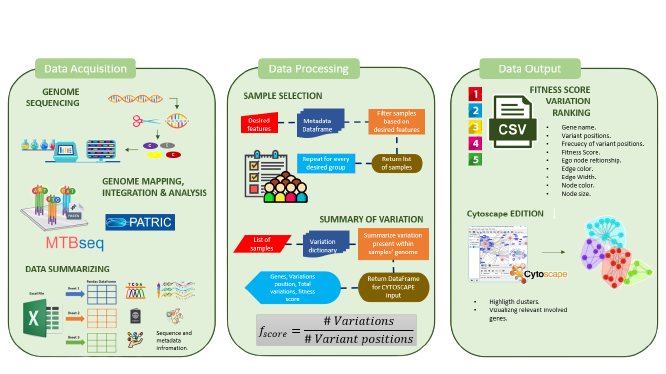 Data Acquisition
GENOME
SEQUENCING
GENOME MAPPING,
INTEGRATION & ANALYSIS
PATRIC
MTBseq
DATA SUMMARIZING
Excel File
Pandas DataFrame
Sheet 1
Sheet 2
Sheet 3
Sequence and
metadata
infromation.
Data Processing
SAMPLE SELECTION
Desired
features
Metadata
Dataframe
Filter samples
based on
desired features
Repeat for every
desired group
Return list
of samples
SUMMARY OF VARIATION
List of
samples
Variation
dictionary
Summarize variation
present within
samples' genome
Genes, Variations
position, Total
variations, fitness
score
Return DataFrame
for CYTOSCAPE
Input
fscore = # Variations / # Variant positions
Data Output
1
2
3
4
5
CSV
FITNESS SCORE
VARIATION
RANKING
• Gene name.
• Variant positions.
• Frecuecy of variant positions.
• Fitness Score.
• Ego node reltionship.
• Edge color.
• Edge Width.
• Node color.
• Node size.
Cytoscape EDITION
Cytoscape
• Highligth clusters.
• Vizualizing relevant involved
genes.